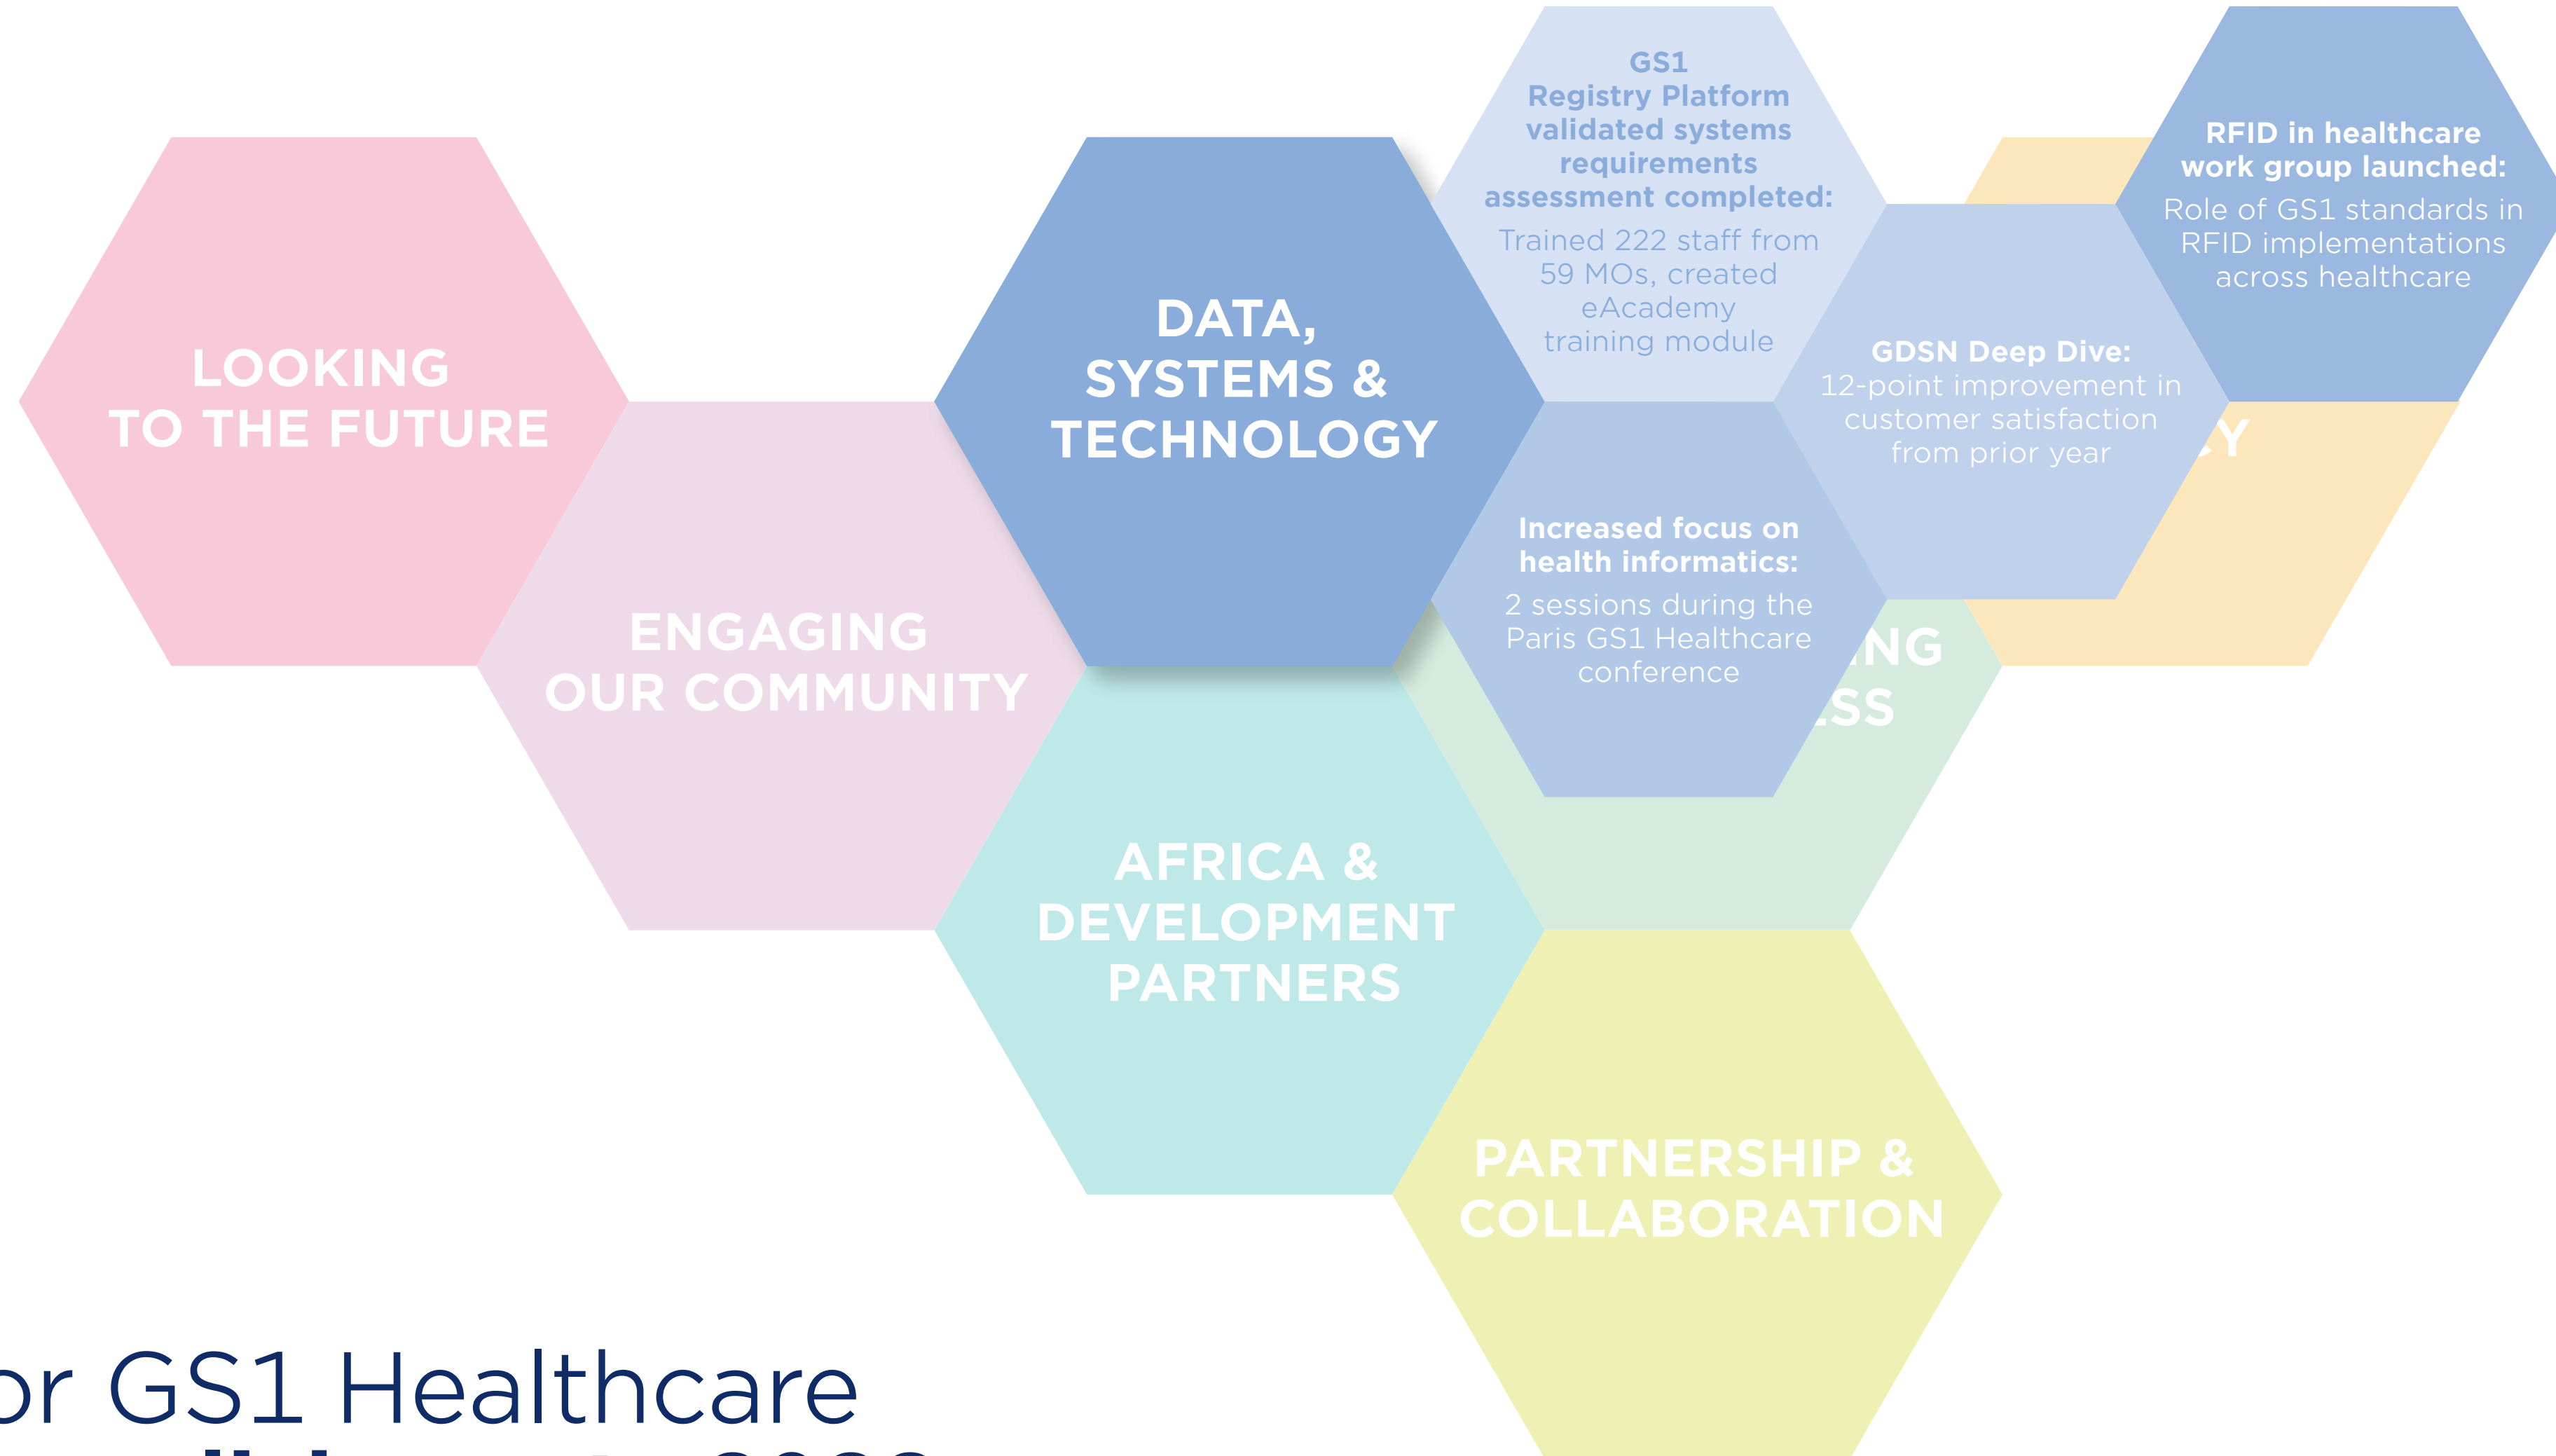 LOOKING
TO THE FUTURE
ENGAGING
OUR COMMUNITY
DATA,
SYSTEMS &
TECHNOLOGY
GS1
Registry Platform
validated systems
requirements
assessment completed:
Trained 222 staff from
59 MOs, created
eAcademy
training module
RFID in healthcare
work group launched:
Role of GS1 standards in
RFID implementations
across healthcare
GDSN Deep Dive:
12-point improvement in
customer satisfaction
from prior year
Increased focus on
health informatics:
2 sessions during the
Paris GS1 Healthcare
conference
AFRICA &
DEVELOPMENT
PARTNERS
PARTNERSHIP &
COLLABORATION
GS1 Healthcare